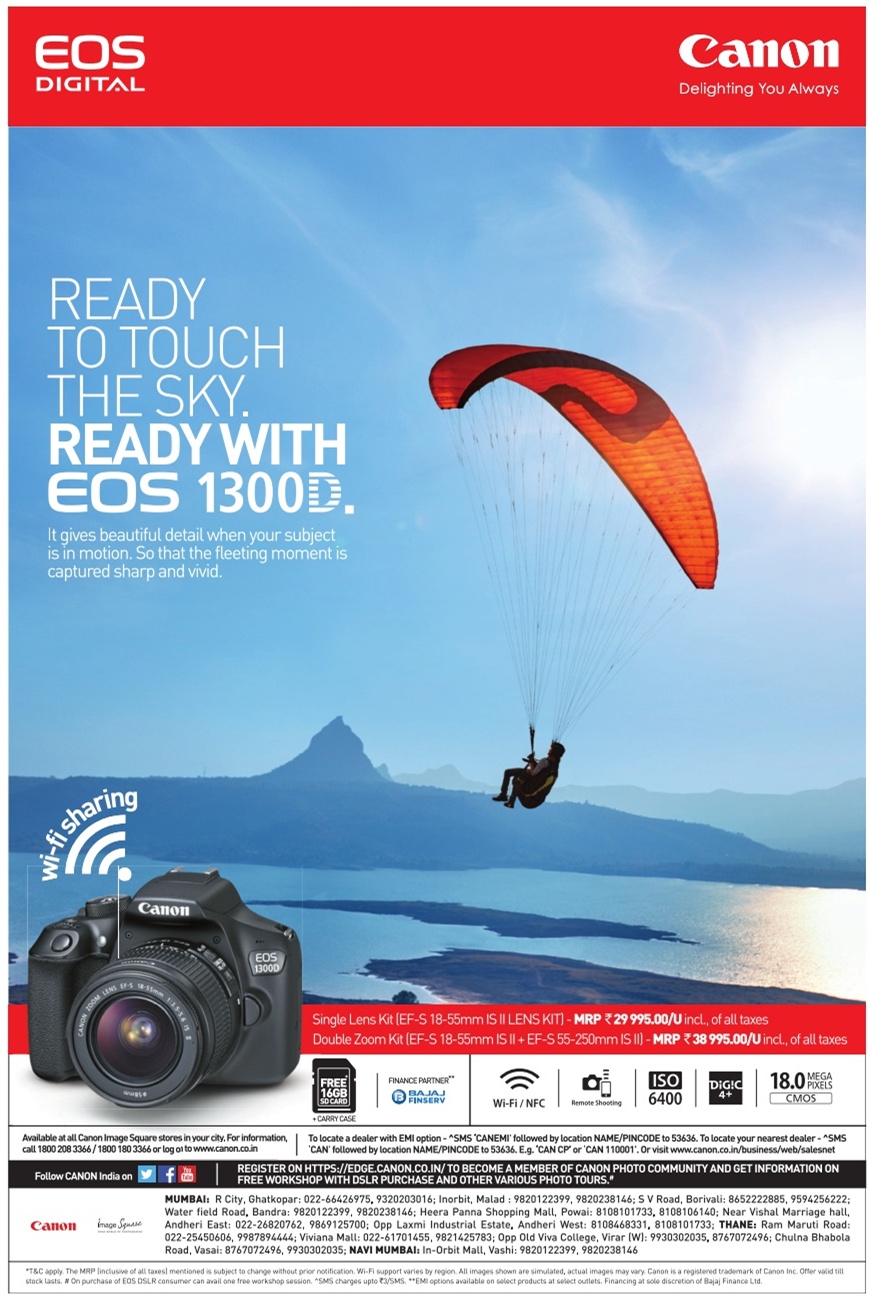 EOS
DIGITAL
Canon
Delighting You Always
READY
TO TOUCH
THE SKY.
READY WITH
EOS 1300D.
It gives beautiful detail when your subject
is in motion. So that the fleeting moment is
captured sharp and vivid.
wi-fi sharing
Canon
EOS
1300D
CANON ZOOM LENS EF-S 18-55mm 1:3.5-5.6 IS II
ø58mm
Single Lens Kit (EF-S 18-55mm IS II LENS KIT) - MRP ₹ 29 995.00/U incl., of all taxes
Double Zoom Kit (EF-S 18-55mm IS II + EF-S 55-250mm IS II) - MRP ₹ 38 995.00/U incl., of all taxes
FREE*
16GB
SD CARD
+ CARRY CASE
FINANCE PARTNER**
BAJAJ
FINSERV
Wi-Fi / NFC
Remote Shooting
ISO
6400
DIGIC
4+
18.0 MEGA
PIXELS
CMOS
Available at all Canon Image Square stores in your city. For information,
call 1800 208 3366 / 1800 180 3366 or log on to www.canon.co.in
To locate a dealer with EMI option - ^SMS 'CANEMI' followed by location NAME/PINCODE to 53636. To locate your nearest dealer - ^SMS
'CAN' followed by location NAME/PINCODE to 53636. E.g. 'CAN CP' or 'CAN 110001'. Or visit www.canon.co.in/business/web/salesnet
Follow CANON India on
You
Tube
REGISTER ON HTTPS://EDGE.CANON.CO.IN/ TO BECOME A MEMBER OF CANON PHOTO COMMUNITY AND GET INFORMATION ON
FREE WORKSHOP WITH DSLR PURCHASE AND OTHER VARIOUS PHOTO TOURS.#
Canon
Image Square
MUMBAI: R City, Ghatkopar: 022-66426975, 9320203016; Inorbit, Malad : 9820122399, 9820238146; S V Road, Borivali: 8652222885, 9594256222;
Water field Road, Bandra: 9820122399, 9820238146; Heera Panna Shopping Mall, Powai: 8108101733, 8108106140; Near Vishal Marriage hall,
Andheri East: 022-26820762, 9869125700; Opp Laxmi Industrial Estate, Andheri West: 8108468331, 8108101733; THANE: Ram Maruti Road:
022-25450606, 9987894444; Viviana Mall: 022-61701455, 9821425783; Opp Old Viva College, Virar (W): 9930302035, 8767072496; Chulna Bhabola
Road, Vasai: 8767072496, 9930302035; NAVI MUMBAI: In-Orbit Mall, Vashi: 9820122399, 9820238146
*T&C apply. The MRP (inclusive of all taxes) mentioned is subject to change without prior notification. Wi-Fi support varies by region. All images shown are simulated, actual images may vary. Canon is a registered trademark of Canon Inc. Offer valid till
stock lasts. # On purchase of EOS DSLR consumer can avail one free workshop session. ^SMS charges upto ₹3/SMS. **EMI options available on select products at select outlets. Financing at sole discretion of Bajaj Finance Ltd.